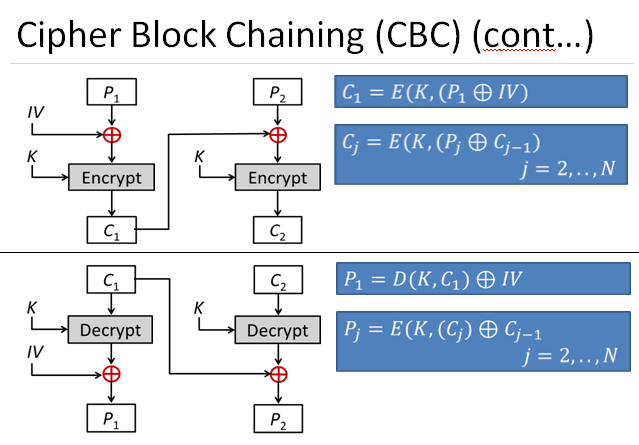 Cipher Block Chaining (CBC) (cont...)
P₁ P₂
IV
K K
Encrypt Encrypt
C₁ C₂
C₁ = E(K, (P₁ ⊕ IV)
Cⱼ = E(K, (Pⱼ ⊕ Cⱼ₋₁)
j = 2,..,N
C₁ C₂
K K
Decrypt Decrypt
IV
P₁ P₂
P₁ = D(K, C₁) ⊕ IV
Pⱼ = E(K, (Cⱼ) ⊕ Cⱼ₋₁
j = 2,..,N